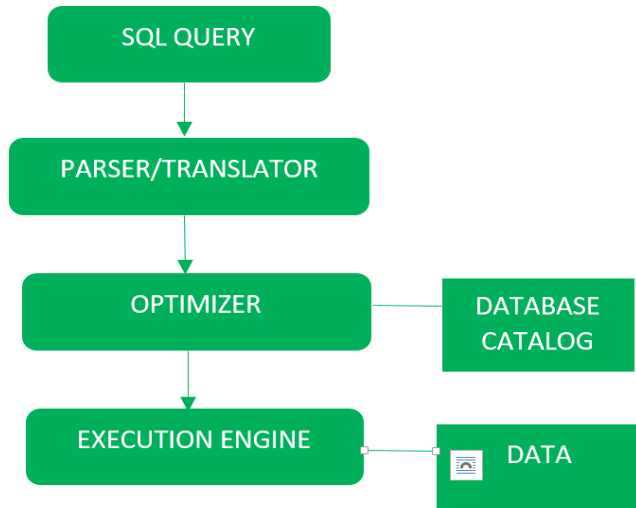 SQL QUERY
PARSER/TRANSLATOR
OPTIMIZER
DATABASE
CATALOG
EXECUTION ENGINE
DATA